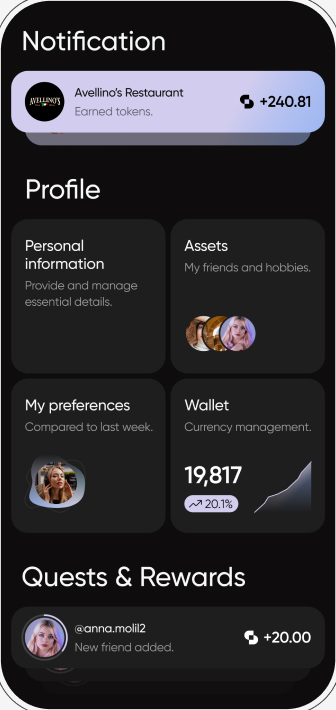 Notification
AVELLINO'S
Avellino's Restaurant
Earned tokens.
+240.81
Profile
Personal
information
Provide and manage
essential details.
Assets
My friends and hobbies.
My preferences
Compared to last week.
Wallet
Currency management.
19,817
20.1%
Quests & Rewards
@anna.molil2
New friend added.
+20.00